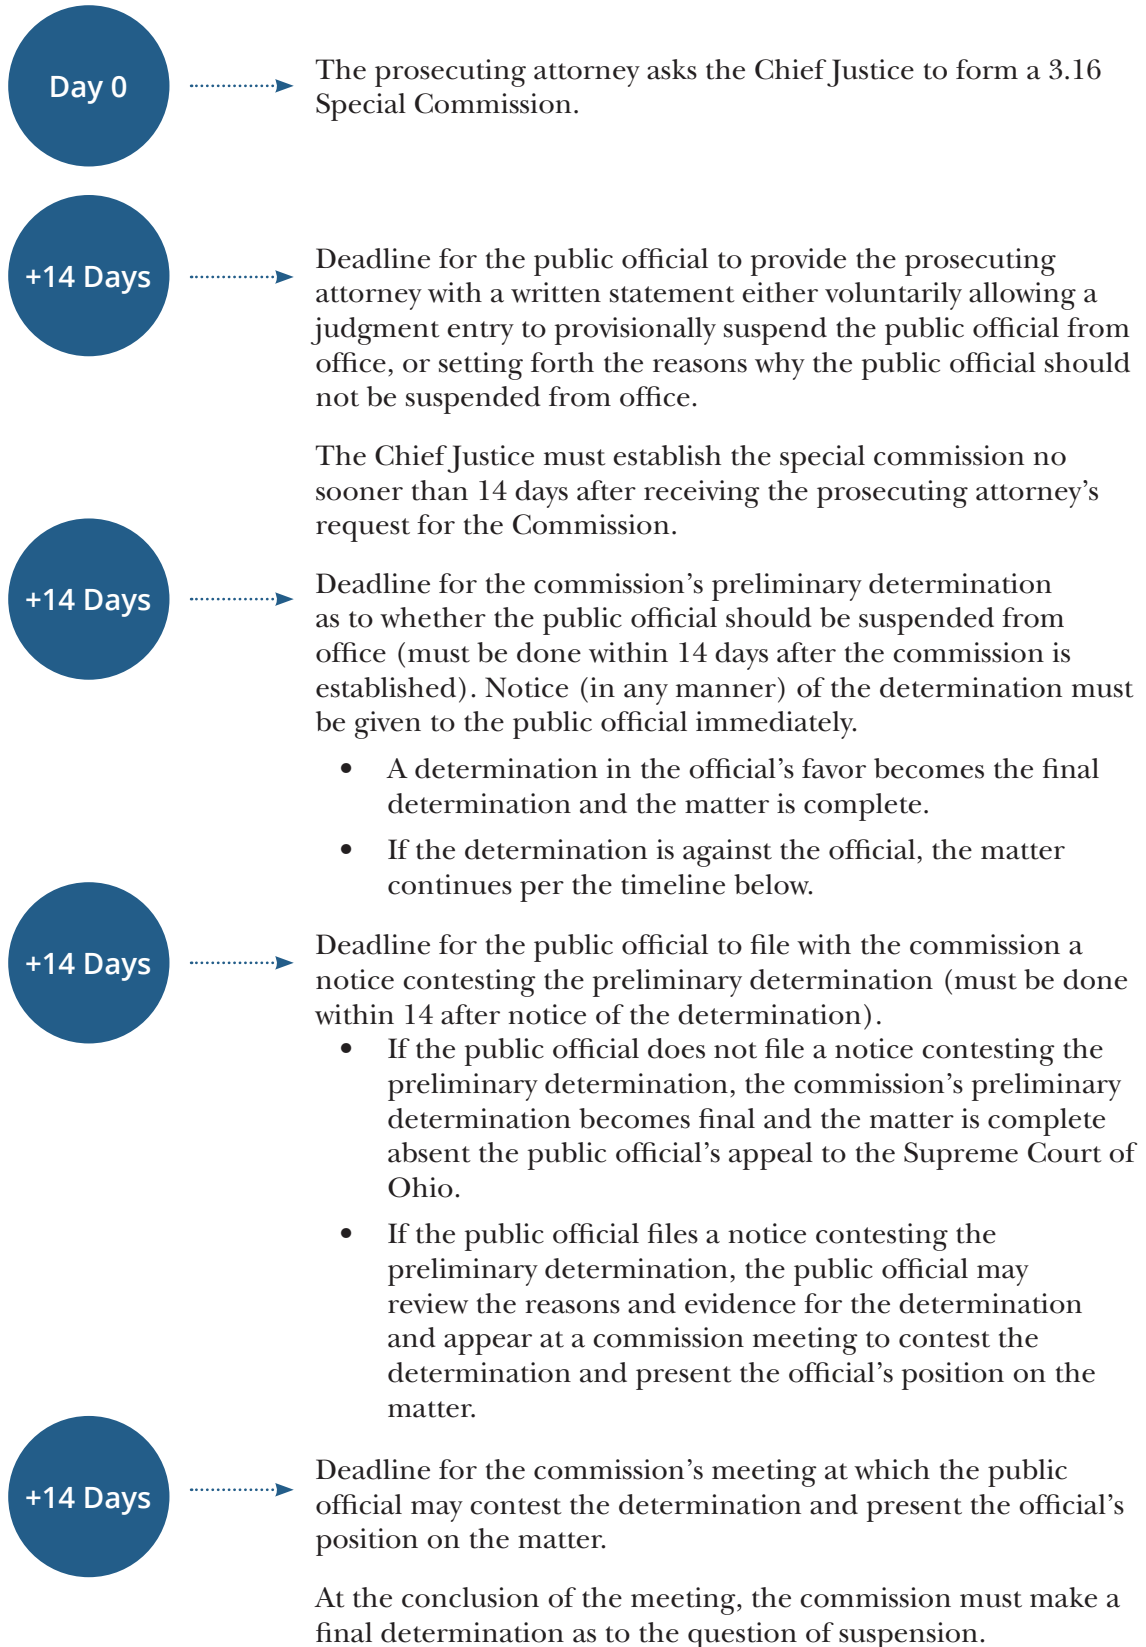 Day 0
The prosecuting attorney asks the Chief Justice to form a 3.16
Special Commission.
+14 Days
Deadline for the public official to provide the prosecuting
attorney with a written statement either voluntarily allowing a
judgment entry to provisionally suspend the public official from
office, or setting forth the reasons why the public official should
not be suspended from office.
The Chief Justice must establish the special commission no
sooner than 14 days after receiving the prosecuting attorney’s
request for the Commission.
+14 Days
Deadline for the commission’s preliminary determination
as to whether the public official should be suspended from
office (must be done within 14 days after the commission is
established). Notice (in any manner) of the determination must
be given to the public official immediately.
• A determination in the official’s favor becomes the final
determination and the matter is complete.
• If the determination is against the official, the matter
continues per the timeline below.
+14 Days
Deadline for the public official to file with the commission a
notice contesting the preliminary determination (must be done
within 14 after notice of the determination).
• If the public official does not file a notice contesting the
preliminary determination, the commission’s preliminary
determination becomes final and the matter is complete
absent the public official’s appeal to the Supreme Court of
Ohio.
• If the public official files a notice contesting the
preliminary determination, the public official may
review the reasons and evidence for the determination
and appear at a commission meeting to contest the
determination and present the official’s position on the
matter.
+14 Days
Deadline for the commission’s meeting at which the public
official may contest the determination and present the official’s
position on the matter.
At the conclusion of the meeting, the commission must make a
final determination as to the question of suspension.